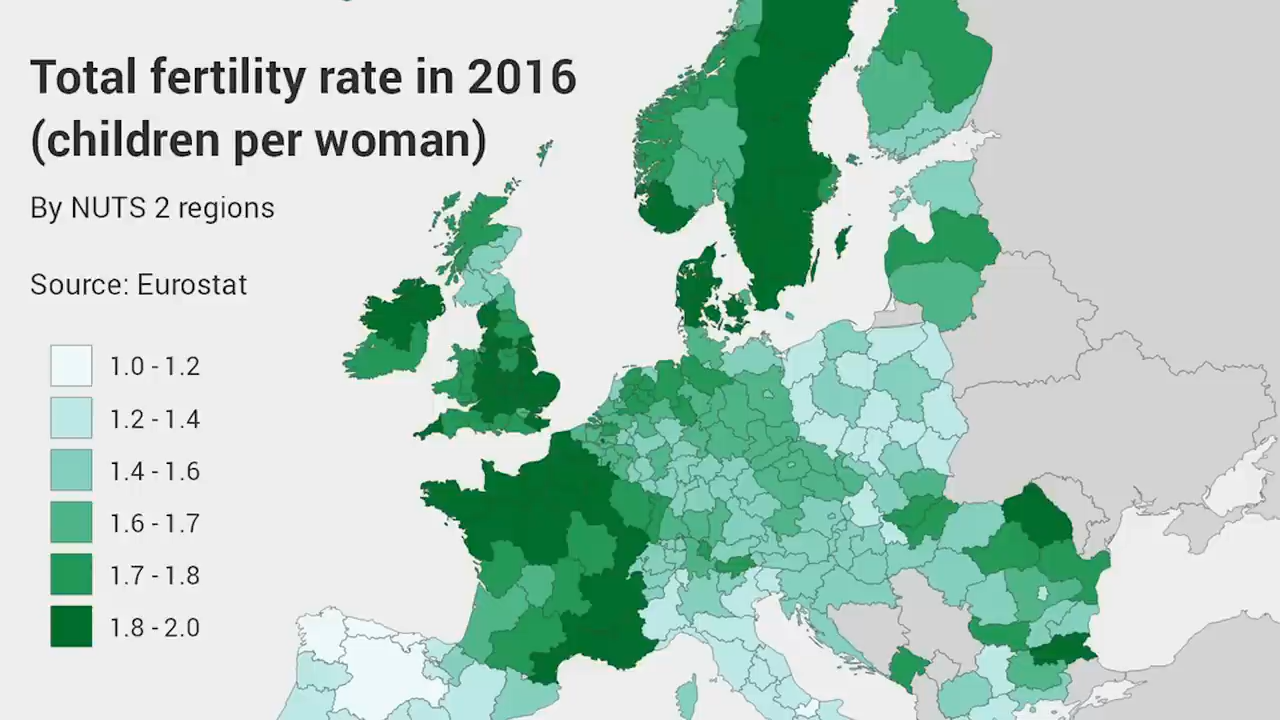 Total fertility rate in 2016
(children per woman)
By NUTS 2 regions
Source: Eurostat
1.0 - 1.2
1.2 - 1.4
1.4 - 1.6
1.6 - 1.7
1.7 - 1.8
1.8 - 2.0